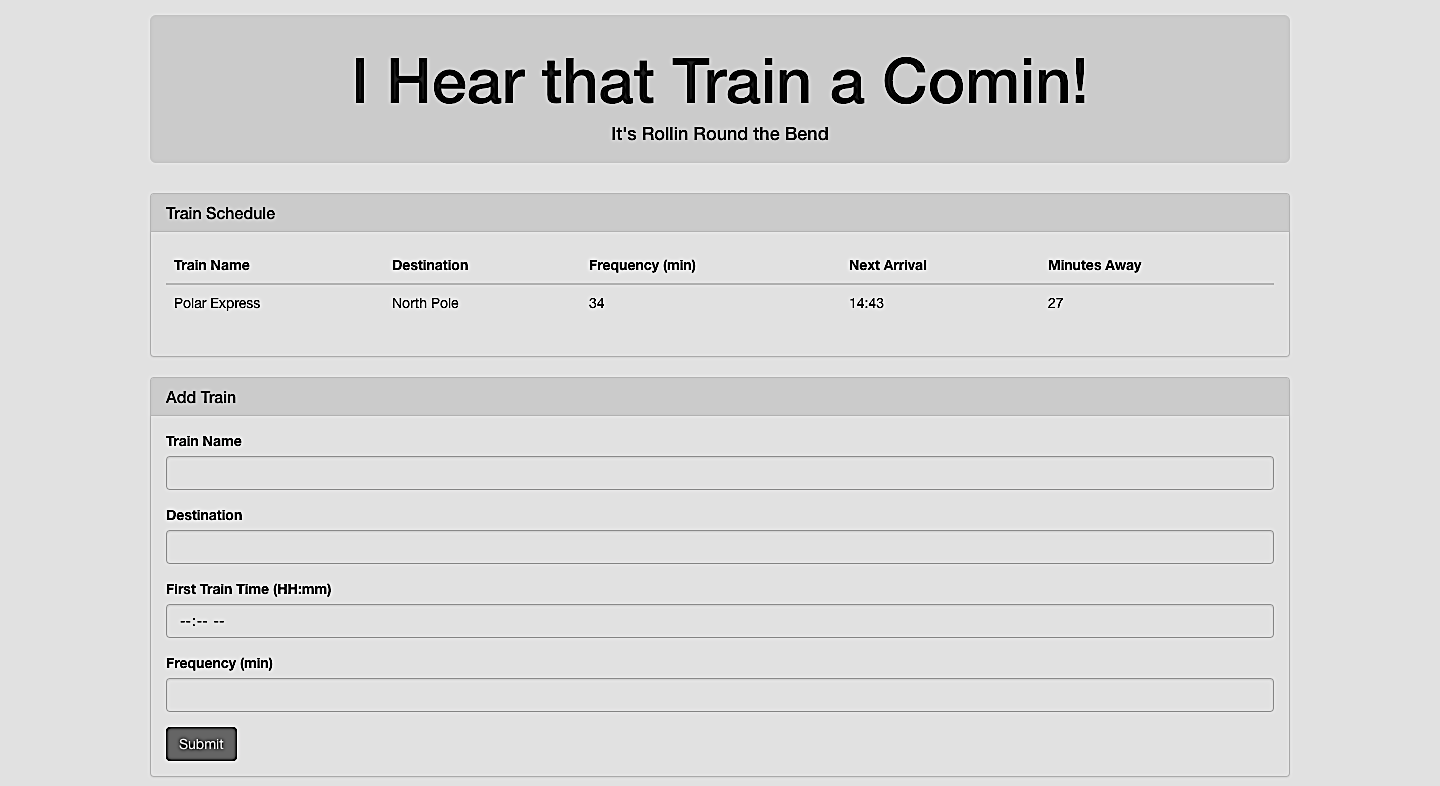 I Hear that Train a Comin!
It's Rollin Round the Bend
Train Schedule
Train Name Destination Frequency (min) Next Arrival Minutes Away
Polar Express North Pole 34 14:43 27
Add Train
Train Name
Destination
First Train Time (HH:mm)
--:-- --
Frequency (min)
Submit